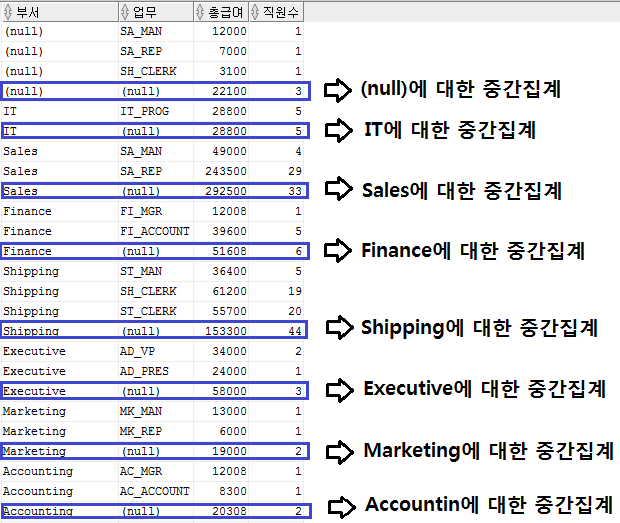 부서 업무 총급여 직원수
(null) SA_MAN 12000 1
(null) SA_REP 7000 1
(null) SH_CLERK 3100 1
(null) (null) 22100 3 (null)에 대한 중간집계
IT IT_PROG 28800 5
IT (null) 28800 5 IT에 대한 중간집계
Sales SA_MAN 49000 4
Sales SA_REP 243500 29
Sales (null) 292500 33 Sales에 대한 중간집계
Finance FI_MGR 12008 1
Finance FI_ACCOUNT 39600 5
Finance (null) 51608 6 Finance에 대한 중간집계
Shipping ST_MAN 36400 5
Shipping SH_CLERK 61200 19
Shipping ST_CLERK 55700 20
Shipping (null) 153300 44 Shipping에 대한 중간집계
Executive AD_VP 34000 2
Executive AD_PRES 24000 1
Executive (null) 58000 3 Executive에 대한 중간집계
Marketing MK_MAN 13000 1
Marketing MK_REP 6000 1
Marketing (null) 19000 2 Marketing에 대한 중간집계
Accounting AC_MGR 12008 1
Accounting AC_ACCOUNT 8300 1
Accounting (null) 20308 2 Accountin에 대한 중간집계